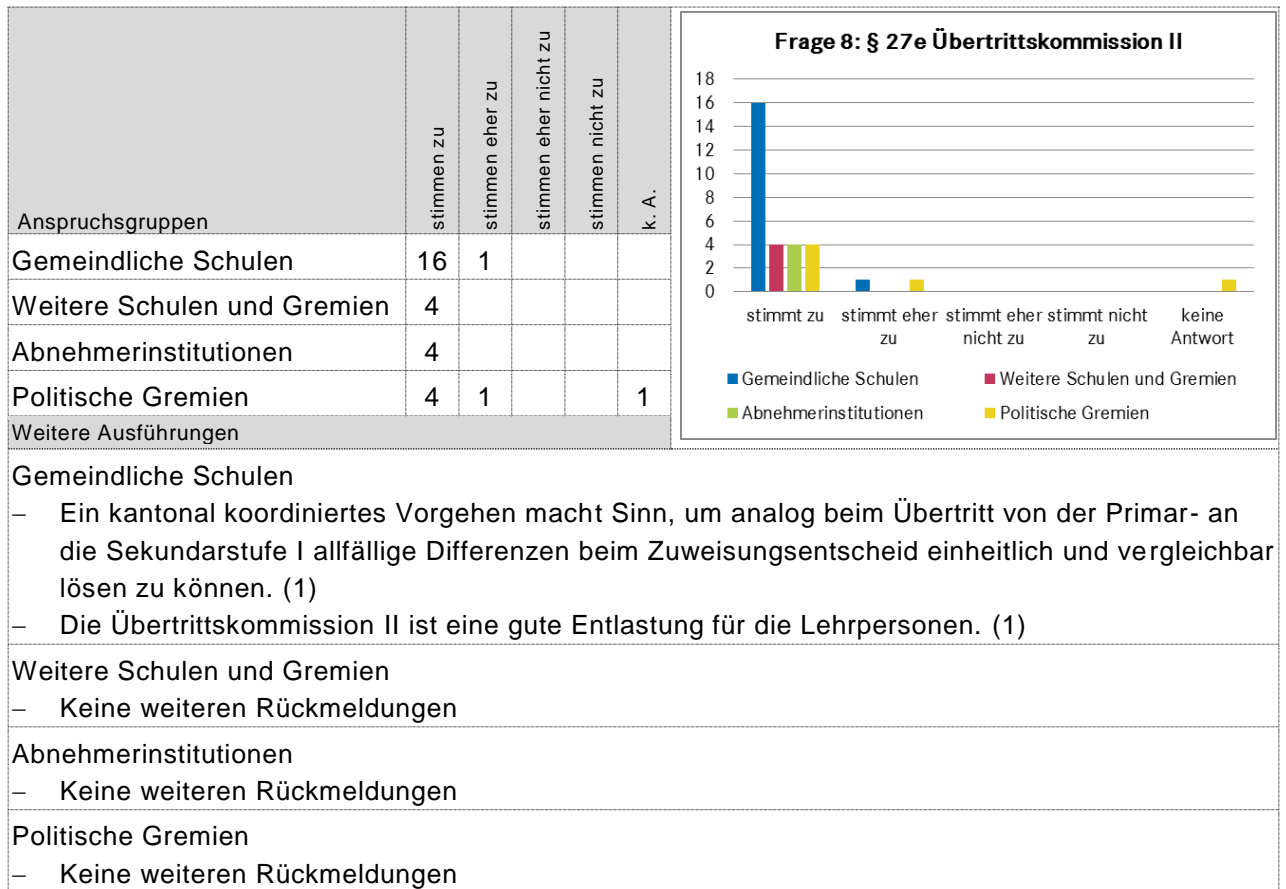 Anspruchsgruppen
stimmen zu
stimmen eher zu
stimmen eher nicht zu
stimmen nicht zu
k. A.
Gemeindliche Schulen 16 1
Weitere Schulen und Gremien 4
Abnehmerinstitutionen 4
Politische Gremien 4 1 1
Frage 8: § 27e Übertrittskommission II
18
16
14
12
10
8
6
4
2
0
stimmt zu stimmt eher zu stimmt eher nicht zu stimmt nicht zu keine Antwort
Gemeindliche Schulen Weitere Schulen und Gremien
Abnehmerinstitutionen Politische Gremien
Weitere Ausführungen
Gemeindliche Schulen
– Ein kantonal koordiniertes Vorgehen macht Sinn, um analog beim Übertritt von der Primar- an
die Sekundarstufe I allfällige Differenzen beim Zuweisungsentscheid einheitlich und vergleichbar
lösen zu können. (1)
– Die Übertrittskommission II ist eine gute Entlastung für die Lehrpersonen. (1)
Weitere Schulen und Gremien
– Keine weiteren Rückmeldungen
Abnehmerinstitutionen
– Keine weiteren Rückmeldungen
Politische Gremien
– Keine weiteren Rückmeldungen